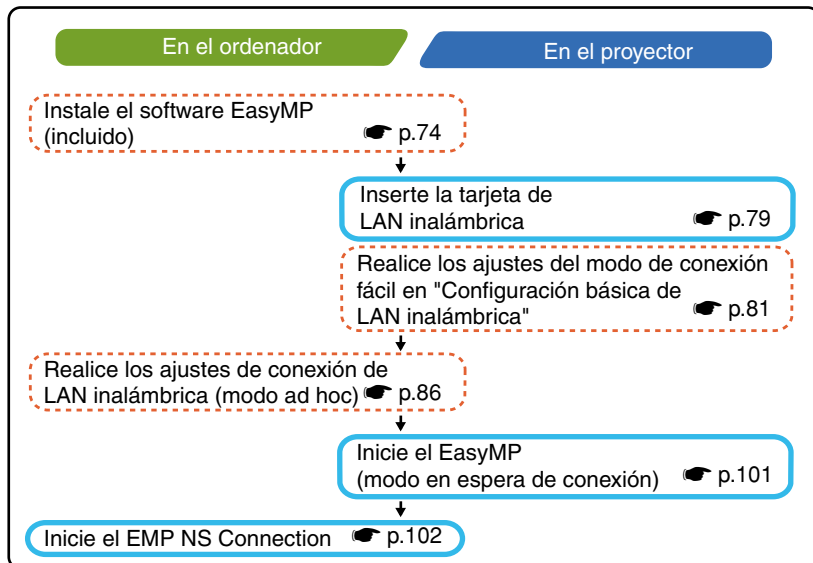 En el ordenador
En el proyector
Instale el software EasyMP
(incluido) ☛ p.74
Inserte la tarjeta de
LAN inalámbrica ☛ p.79
Realice los ajustes del modo de conexión
fácil en "Configuración básica de
LAN inalámbrica" ☛ p.81
Realice los ajustes de conexión de
LAN inalámbrica (modo ad hoc) ☛ p.86
Inicie el EasyMP
(modo en espera de conexión) ☛ p.101
Inicie el EMP NS Connection ☛ p.102